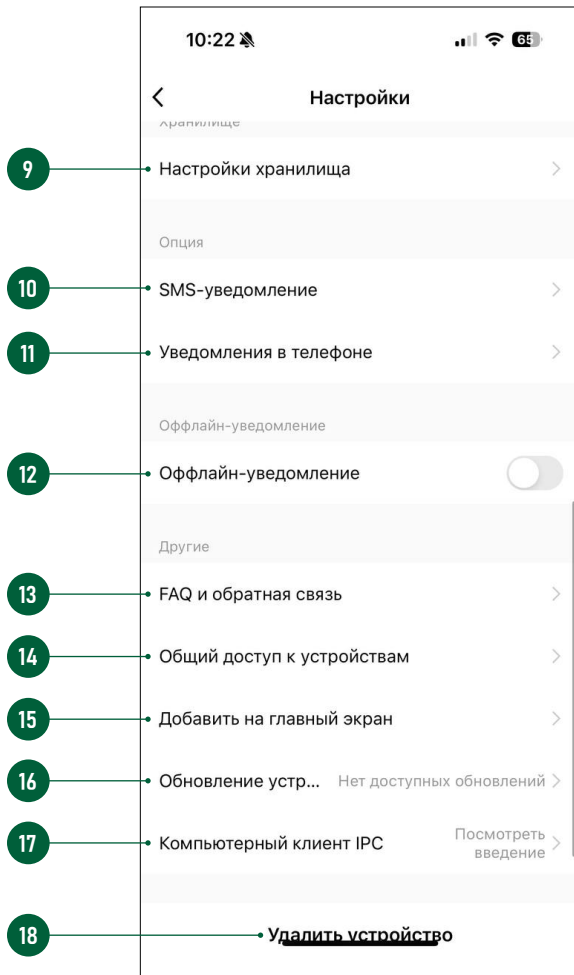 10:22 65
Настройки
Хранилище
9 Настройки хранилища
Опция
10 SMS-уведомление
11 Уведомления в телефоне
Оффлайн-уведомление
12 Оффлайн-уведомление
Другие
13 FAQ и обратная связь
14 Общий доступ к устройствам
15 Добавить на главный экран
16 Обновление устр... Нет доступных обновлений
17 Компьютерный клиент IPC Посмотреть
введение
18 Удалить устройство